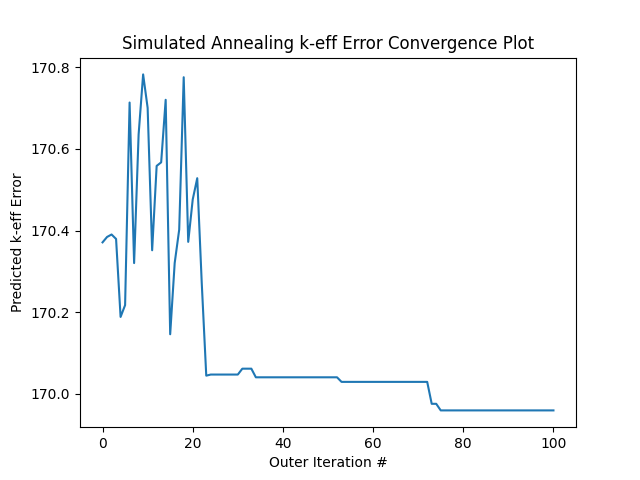 Simulated Annealing k-eff Error Convergence Plot
170.8
170.6
170.4
170.2
170.0
Predicted k-eff Error
0 20 40 60 80 100
Outer Iteration #